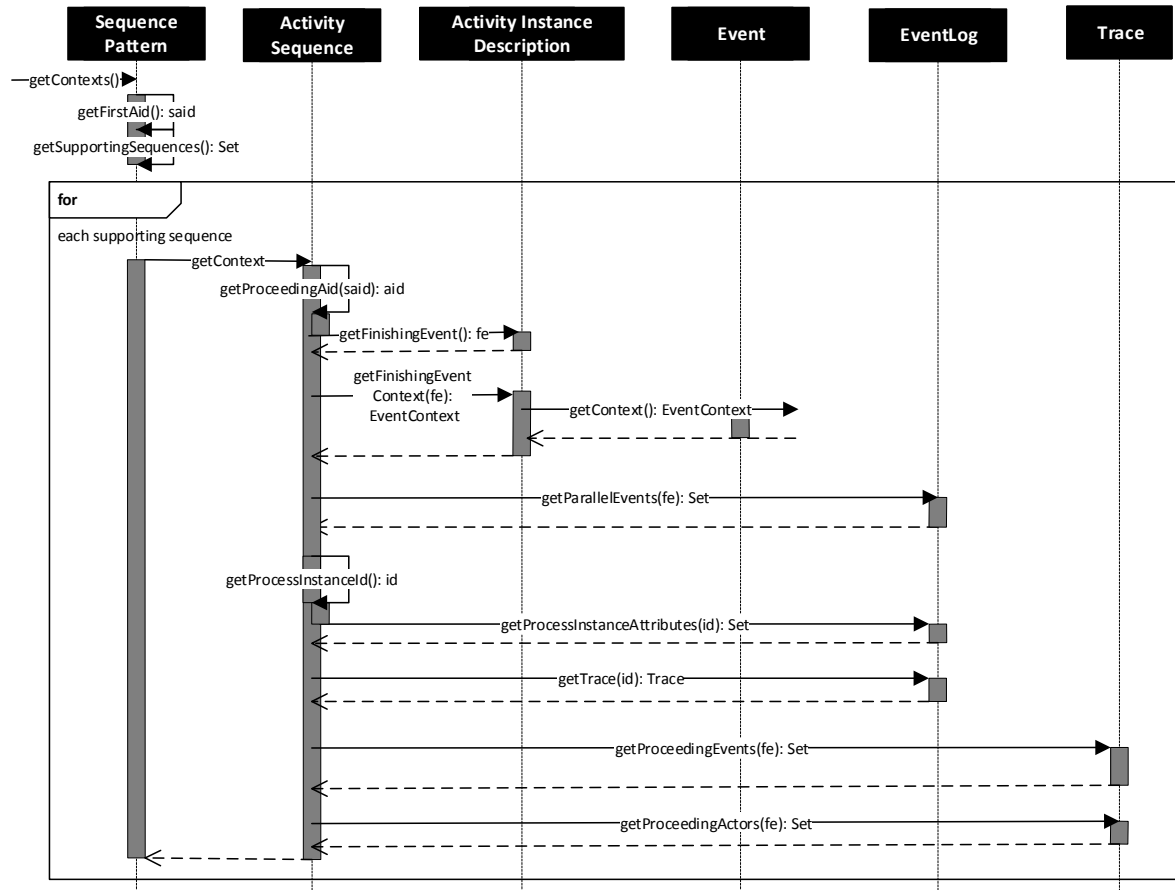 Sequence
Pattern
Activity
Sequence
Activity Instance
Description
Event
EventLog
Trace
getContexts()
getFirstAid(): said
getSupportingSequences(): Set
for
each supporting sequence
getContext
getProceedingAid(said): aid
getFinishingEvent(): fe
getFinishingEvent
Context(fe):
EventContext
getContext(): EventContext
getParallelEvents(fe): Set
getProcessInstanceId(): id
getProcessInstanceAttributes(id): Set
getTrace(id): Trace
getProceedingEvents(fe): Set
getProceedingActors(fe): Set